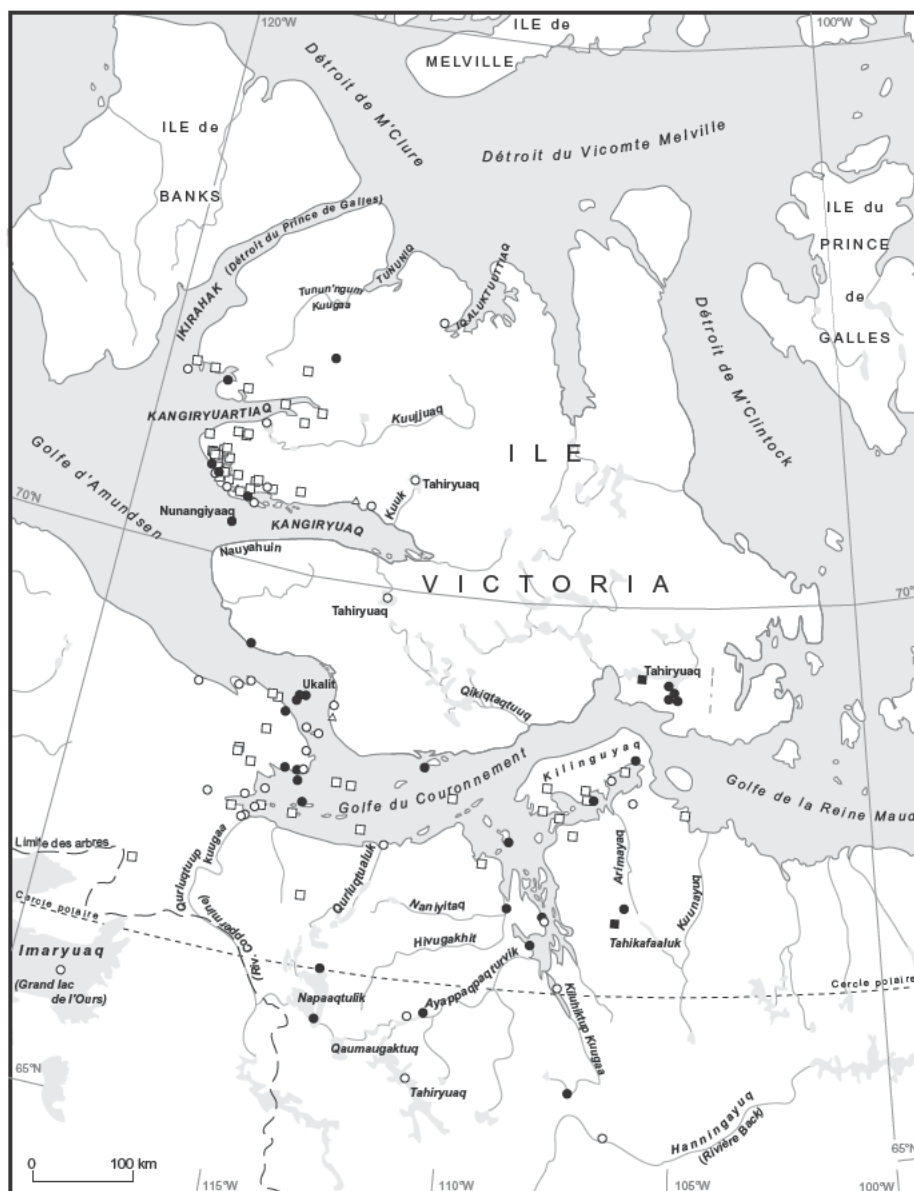 120°W
100°W
ILE de
MELVILLE
Détroit de M'Clure
Détroit du Vicomte Melville
ILE de
BANKS
ILE du
PRINCE
de
GALLES
IKIRAHAK (Détroit du Prince de Galles)
TUNUNIQ
Tunun'ngum
Kuugaa
IQALUKTUUTTIAQ
Détroit de M'Clintock
KANGIRYUARTIAQ
Kuujjuaq
ILE
Golfe d'Amundsen
70°N
Tahiryuaq
Kuuk
Nunangiyaaq
KANGIRYUAQ
Nauyahuin
VICTORIA
70°N
Tahiryuaq
Tahiryuaq
Ukalit
Qikiqtaqtuuq
Kilinguyaq
Golfe du Couronnement
Golfe de la Reine Maud
Limite des arbres
Qurluqtuup
kuugaa
(Riv. Coppermine)
Qurluqtualuk
Arimayba
Kuunayuq
Cercle polaire
Naniyitaq
Hivugakhit
Tahikafaaluk
Imaryuaq
(Grand lac
de l'Ours)
Ayappaqpaqturvik
Kiluhiktup Kuugaa
Cercle polaire
Napaaqtulik
Qaumaugaktuq
65°N
Tahiryuaq
Hanningayuq
(Rivière Back)
0 100 km
65°N
115°W
110°W
105°W
100°W